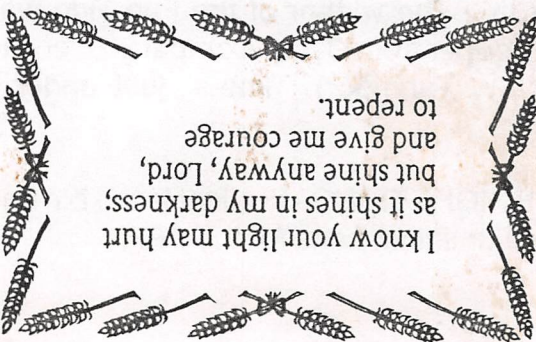 I know your light may hurt
as it shines in my darkness;
but shine anyway, Lord,
and give me courage
to repent.